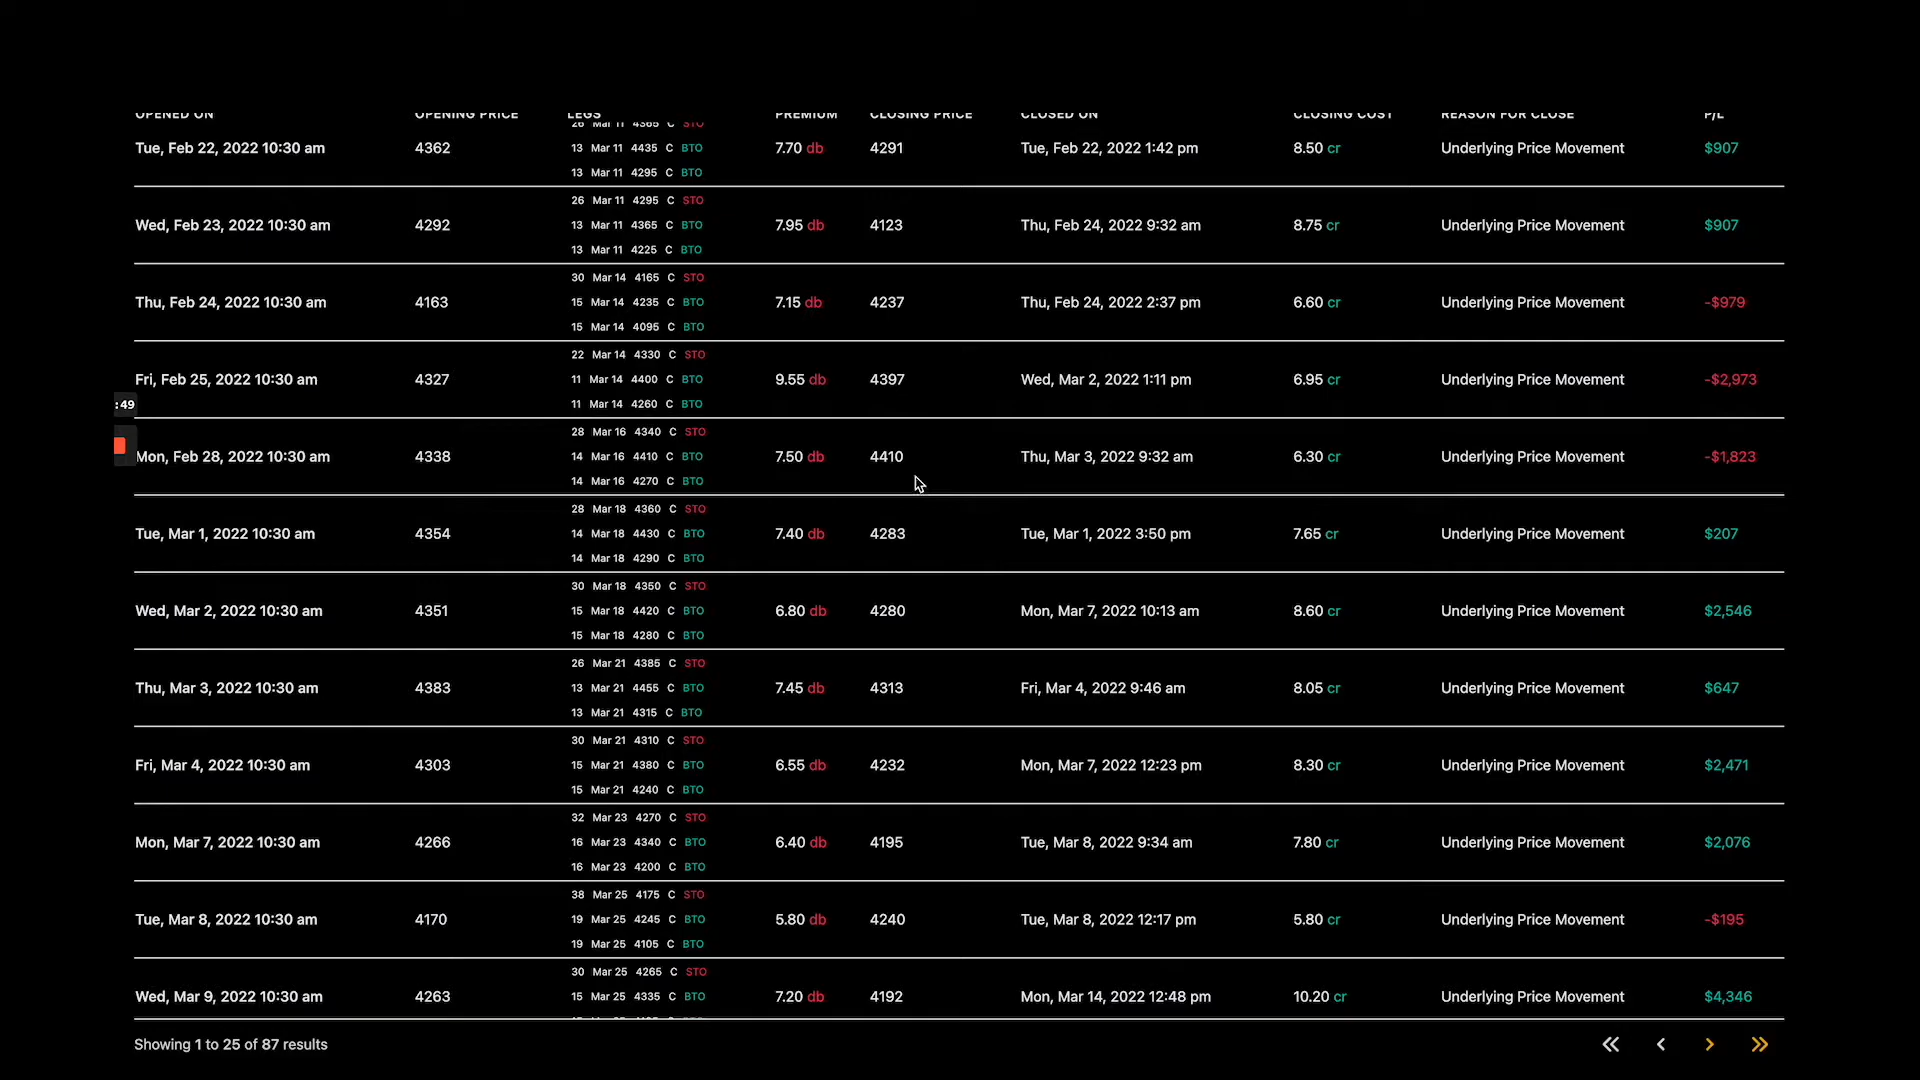 OPENED ON OPENING PRICE LEGS PREMIUM CLOSING PRICE CLOSED ON CLOSING COST REASON FOR CLOSE P/L
26 Mar 11 4365 C STO
Tue, Feb 22, 2022 10:30 am 4362 13 Mar 11 4435 C BTO 7.70 db 4291 Tue, Feb 22, 2022 1:42 pm 8.50 cr Underlying Price Movement $907
13 Mar 11 4295 C BTO
26 Mar 11 4295 C STO
Wed, Feb 23, 2022 10:30 am 4292 13 Mar 11 4365 C BTO 7.95 db 4123 Thu, Feb 24, 2022 9:32 am 8.75 cr Underlying Price Movement $907
13 Mar 11 4225 C BTO
30 Mar 14 4165 C STO
Thu, Feb 24, 2022 10:30 am 4163 15 Mar 14 4235 C BTO 7.15 db 4237 Thu, Feb 24, 2022 2:37 pm 6.60 cr Underlying Price Movement -$979
15 Mar 14 4095 C BTO
22 Mar 14 4330 C STO
Fri, Feb 25, 2022 10:30 am 4327 11 Mar 14 4400 C BTO 9.55 db 4397 Wed, Mar 2, 2022 1:11 pm 6.95 cr Underlying Price Movement -$2,973
:49 11 Mar 14 4260 C BTO
28 Mar 16 4340 C STO
Mon, Feb 28, 2022 10:30 am 4338 14 Mar 16 4410 C BTO 7.50 db 4410 Thu, Mar 3, 2022 9:32 am 6.30 cr Underlying Price Movement -$1,823
14 Mar 16 4270 C BTO
28 Mar 18 4360 C STO
Tue, Mar 1, 2022 10:30 am 4354 14 Mar 18 4430 C BTO 7.40 db 4283 Tue, Mar 1, 2022 3:50 pm 7.65 cr Underlying Price Movement $207
14 Mar 18 4290 C BTO
30 Mar 18 4350 C STO
Wed, Mar 2, 2022 10:30 am 4351 15 Mar 18 4420 C BTO 6.80 db 4280 Mon, Mar 7, 2022 10:13 am 8.60 cr Underlying Price Movement $2,546
15 Mar 18 4280 C BTO
26 Mar 21 4385 C STO
Thu, Mar 3, 2022 10:30 am 4383 13 Mar 21 4455 C BTO 7.45 db 4313 Fri, Mar 4, 2022 9:46 am 8.05 cr Underlying Price Movement $647
13 Mar 21 4315 C BTO
30 Mar 21 4310 C STO
Fri, Mar 4, 2022 10:30 am 4303 15 Mar 21 4380 C BTO 6.55 db 4232 Mon, Mar 7, 2022 12:23 pm 8.30 cr Underlying Price Movement $2,471
15 Mar 21 4240 C BTO
32 Mar 23 4270 C STO
Mon, Mar 7, 2022 10:30 am 4266 16 Mar 23 4340 C BTO 6.40 db 4195 Tue, Mar 8, 2022 9:34 am 7.80 cr Underlying Price Movement $2,076
16 Mar 23 4200 C BTO
38 Mar 25 4175 C STO
Tue, Mar 8, 2022 10:30 am 4170 19 Mar 25 4245 C BTO 5.80 db 4240 Tue, Mar 8, 2022 12:17 pm 5.80 cr Underlying Price Movement -$195
19 Mar 25 4105 C BTO
30 Mar 25 4265 C STO
Wed, Mar 9, 2022 10:30 am 4263 15 Mar 25 4335 C BTO 7.20 db 4192 Mon, Mar 14, 2022 12:48 pm 10.20 cr Underlying Price Movement $4,346
Showing 1 to 25 of 87 results